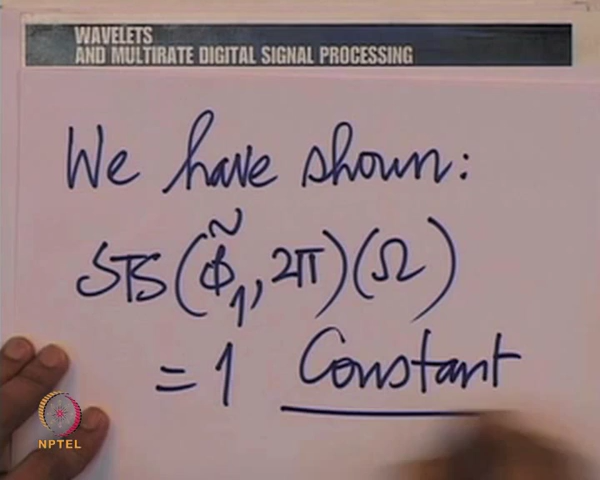 WAVELETS
AND MULTIRATE DIGITAL SIGNAL PROCESSING
We have shown:
STS(ϕ̃₁, 2π)(Ω)
= 1 Constant
NPTEL